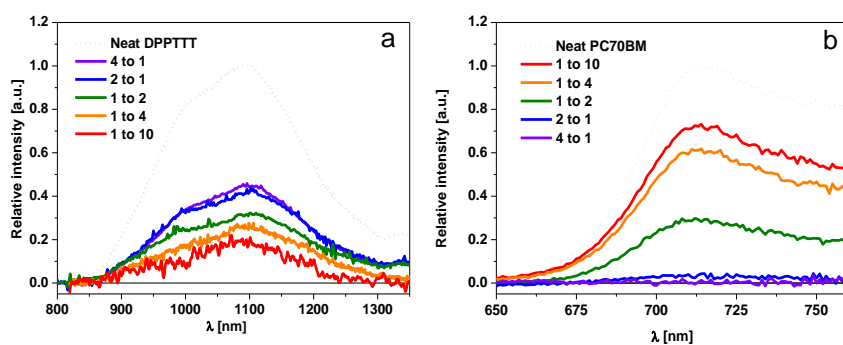 a
Neat DPPTTT
4 to 1
2 to 1
1 to 2
1 to 4
1 to 10
Relative intensity [a.u.]
1.2
1.0
0.8
0.6
0.4
0.2
0.0
800 900 1000 1100 1200 1300
λ [nm]
b
Neat PC70BM
1 to 10
1 to 4
1 to 2
2 to 1
4 to 1
Relative intensity [a.u.]
1.2
1.0
0.8
0.6
0.4
0.2
0.0
650 675 700 725 750
λ [nm]